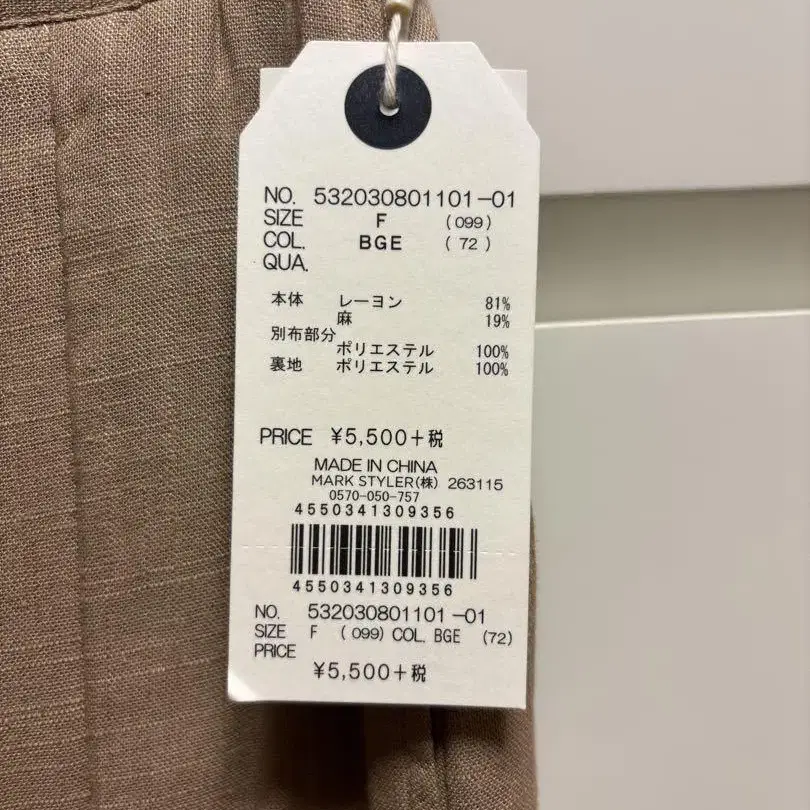 NO. 532030801101-01
SIZE F (099)
COL. BGE (72)
QUA.
本体 レーヨン 81%
麻 19%
別布部分
ポリエステル 100%
裏地 ポリエステル 100%
PRICE ¥5,500+税
MADE IN CHINA
MARK STYLER(株) 263115
0570-050-757
4550341309356
4550341309356
NO. 532030801101-01
SIZE F (099) COL. BGE (72)
PRICE
¥5,500+税